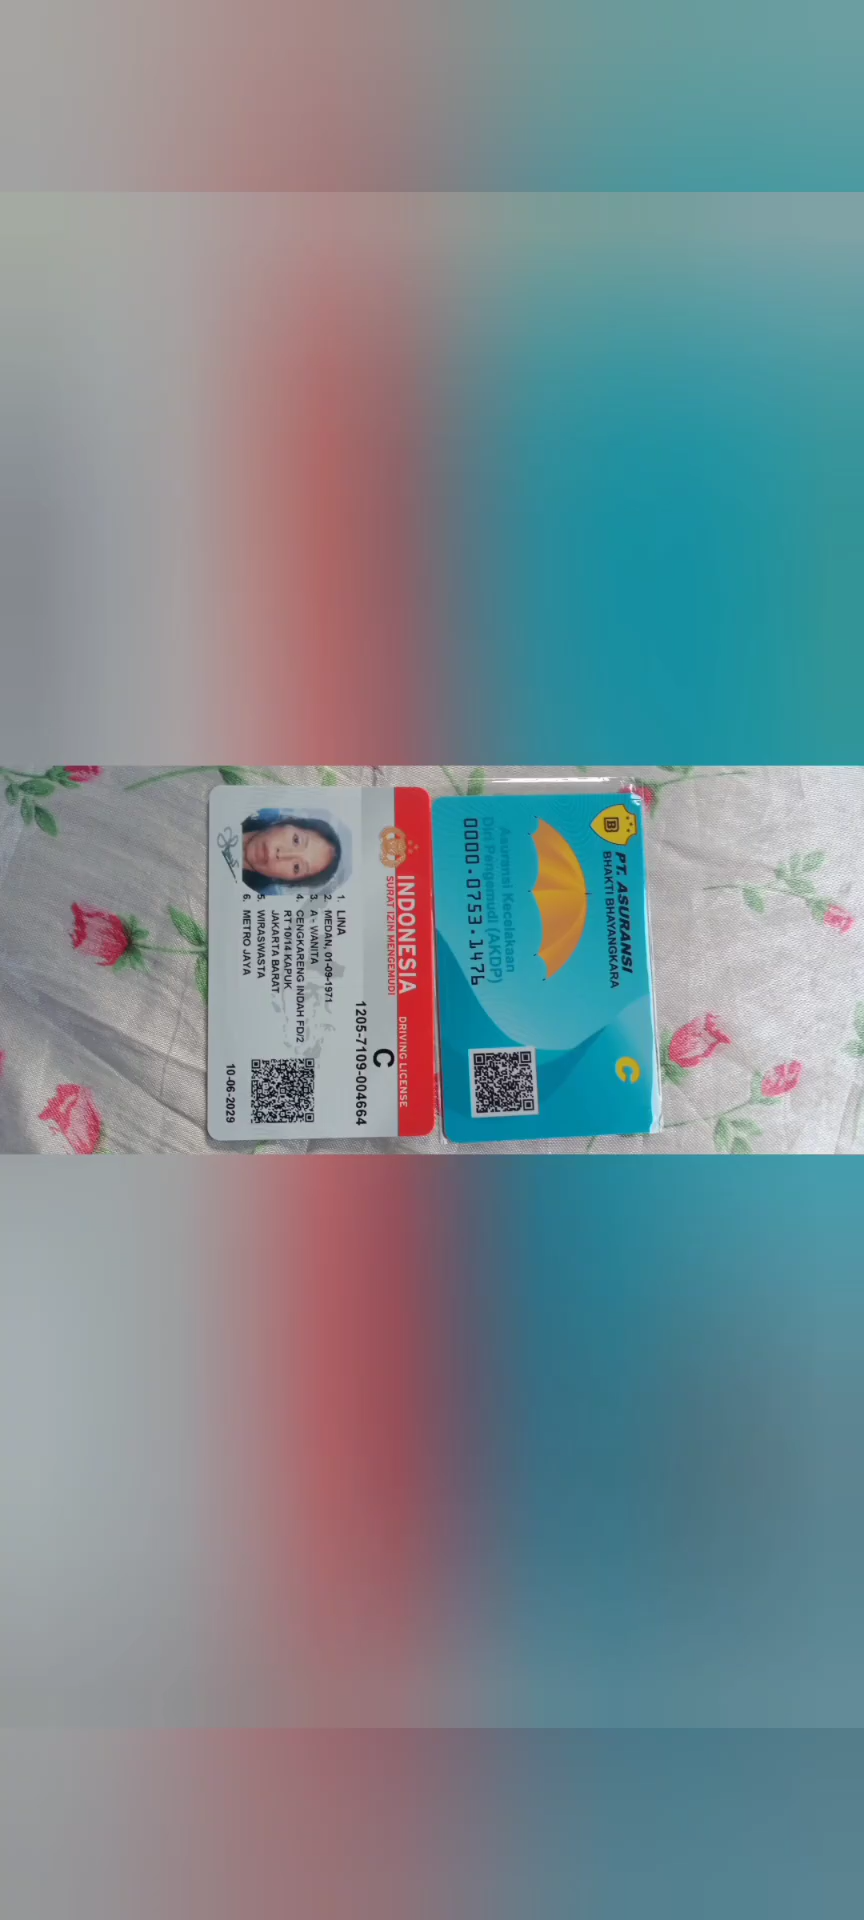 INDONESIA
SURAT IZIN MENGEMUDI
DRIVING LICENSE
C
1205-7109-004664
1. LINA
2. MEDAN, 01-09-1971
3. A - WANITA
4. CENGKARENG INDAH FD/2
RT 10/14 KAPUK
JAKARTA BARAT
5. WIRASWASTA
6. METRO JAYA
10-06-2029
B
PT. ASURANSI
BHAKTI BHAYANGKARA
C
Asuransi Kecelakaan
Diri Pengemudi (AKDP)
0000.0753.1476